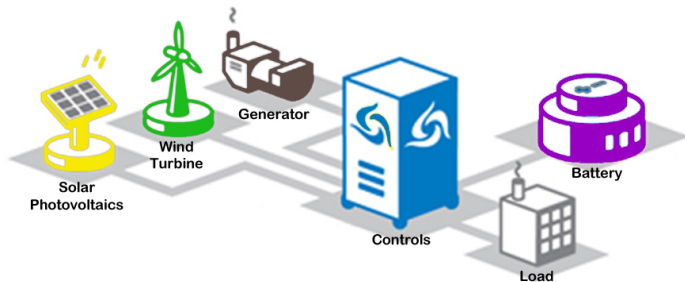 Generator
Wind
Turbine
Solar
Photovoltaics
Battery
Controls
Load